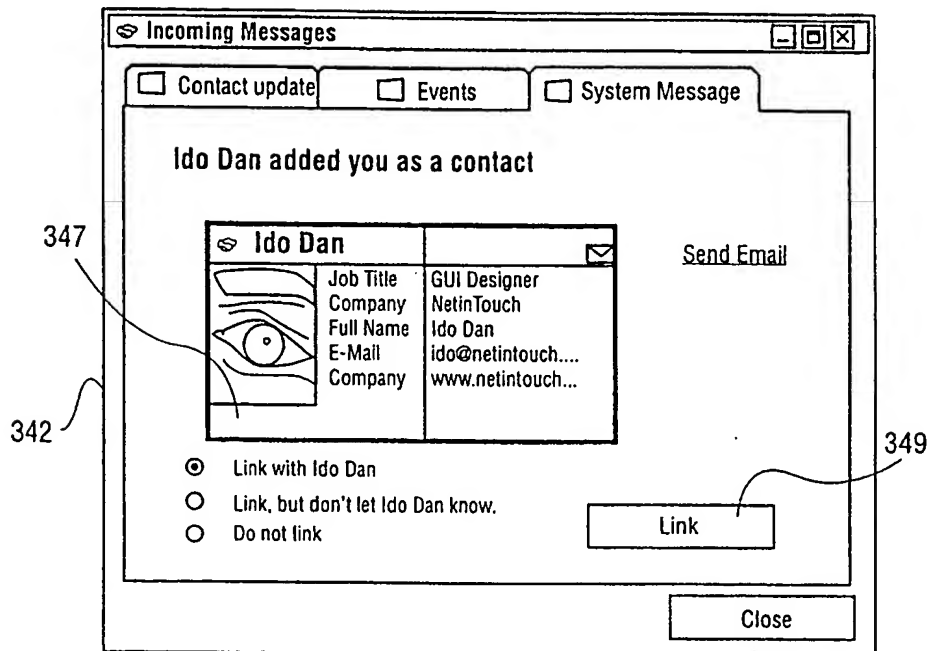 Incoming Messages
Contact update
Events
System Message
Ido Dan added you as a contact
347
Ido Dan
Send Email
Job Title GUI Designer
Company NetinTouch
Full Name Ido Dan
E-Mail ido@netintouch....
Company www.netintouch...
342
349
Link with Ido Dan
Link, but don't let Ido Dan know.
Do not link
Link
Close